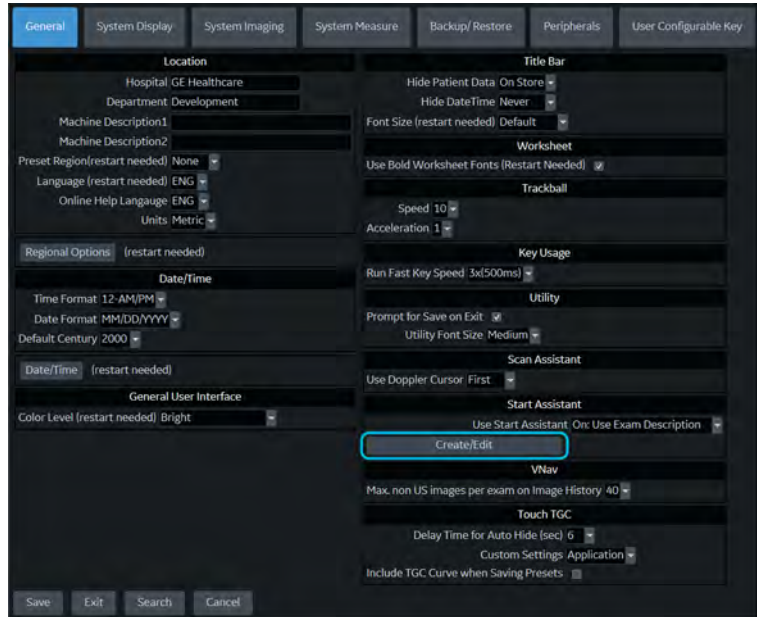 General
System Display
System Imaging
System Measure
Backup/Restore
Peripherals
User Configurable Key
Location
Hospital GE Healthcare
Department Development
Machine Description1
Machine Description2
Preset Region(restart needed) None
Language (restart needed) ENG
Online Help Langauge ENG
Units Metric
Regional Options (restart needed)
Date/Time
Time Format 12-AM/PM
Date Format MM/DD/YYYY
Default Century 2000
Date/Time (restart needed)
General User Interface
Color Level (restart needed) Bright
Title Bar
Hide Patient Data On Store
Hide DateTime Never
Font Size (restart needed) Default
Worksheet
Use Bold Worksheet Fonts (Restart Needed)
Trackball
Speed 10
Acceleration 1
Key Usage
Run Fast Key Speed 3x(500ms)
Utility
Prompt for Save on Exit
Utility Font Size Medium
Scan Assistant
Use Doppler Cursor First
Start Assistant
Use Start Assistant On: Use Exam Description
Create/Edit
VNav
Max. non US images per exam on Image History 40
Touch TGC
Delay Time for Auto Hide (sec) 6
Custom Settings Application
Include TGC Curve when Saving Presets
Save
Exit
Search
Cancel